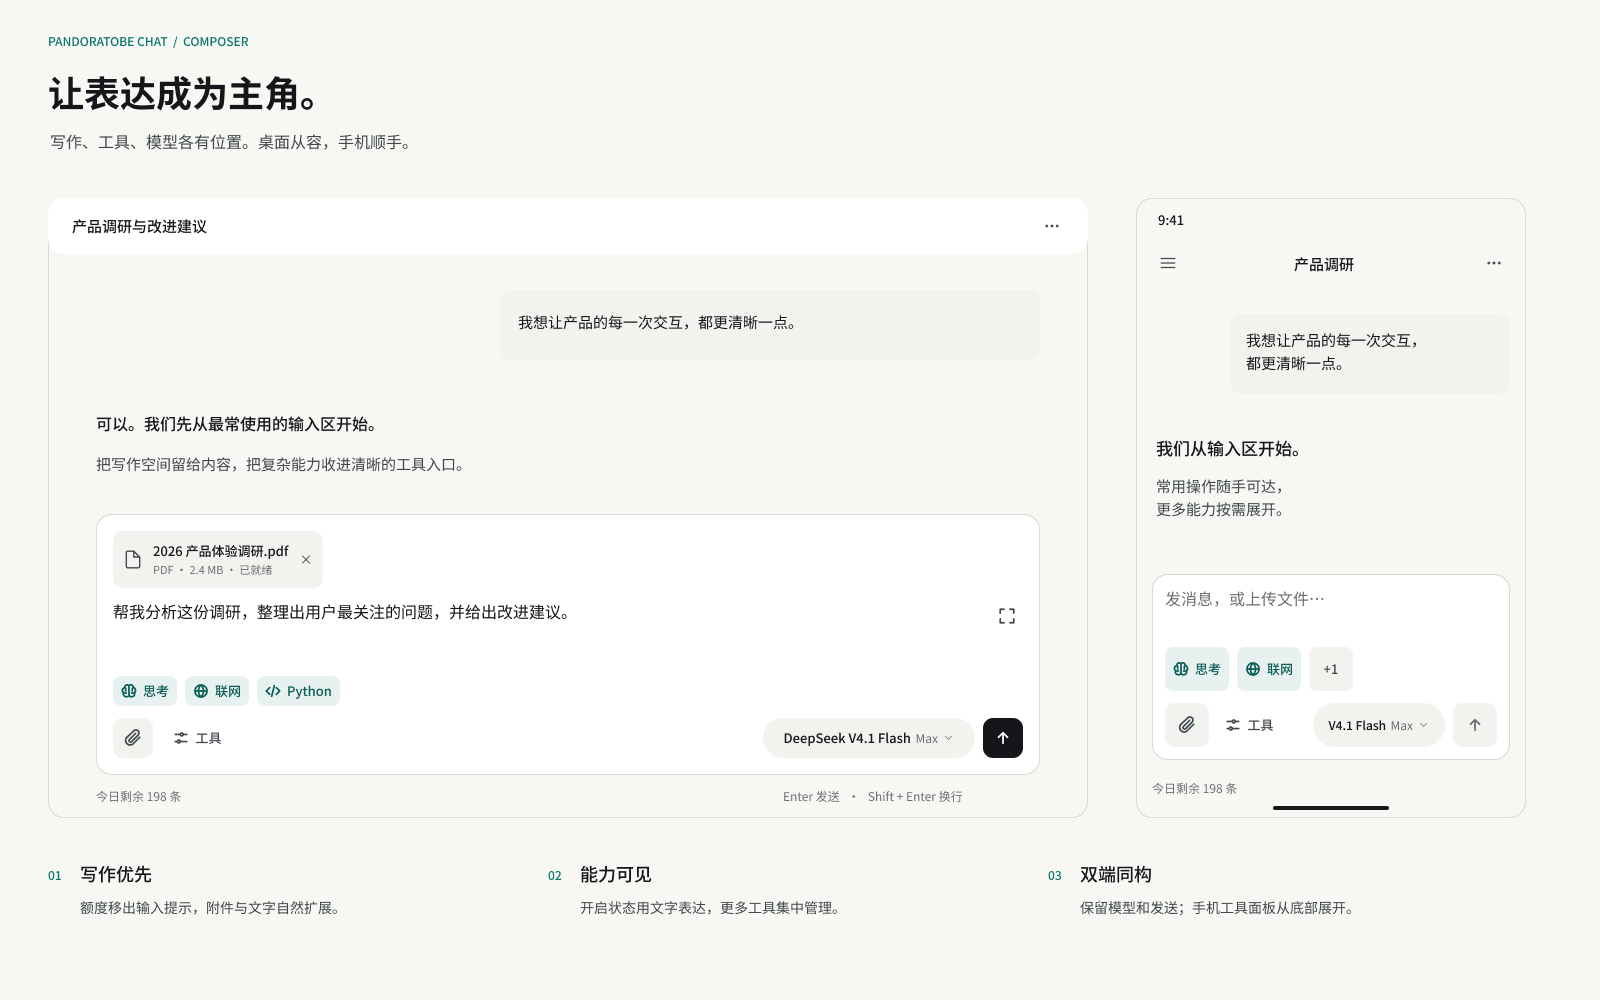 PANDORATOBE CHAT / COMPOSER
让表达成为主角。
写作、工具、模型各有位置。桌面从容，手机顺手。
产品调研与改进建议
我想让产品的每一次交互，都更清晰一点。
可以。我们先从最常使用的输入区开始。
把写作空间留给内容，把复杂能力收进清晰的工具入口。
2026 产品体验调研.pdf
PDF · 2.4 MB · 已就绪
帮我分析这份调研，整理出用户最关注的问题，并给出改进建议。
思考 联网 Python
工具 DeepSeek V4.1 Flash Max
今日剩余 198 条 Enter 发送 · Shift + Enter 换行
9:41
产品调研
我想让产品的每一次交互，
都更清晰一点。
我们从输入区开始。
常用操作随手可达，
更多能力按需展开。
发消息，或上传文件…
思考 联网 +1
工具 V4.1 Flash Max
今日剩余 198 条
01 写作优先
额度移出输入提示，附件与文字自然扩展。
02 能力可见
开启状态用文字表达，更多工具集中管理。
03 双端同构
保留模型和发送；手机工具面板从底部展开。